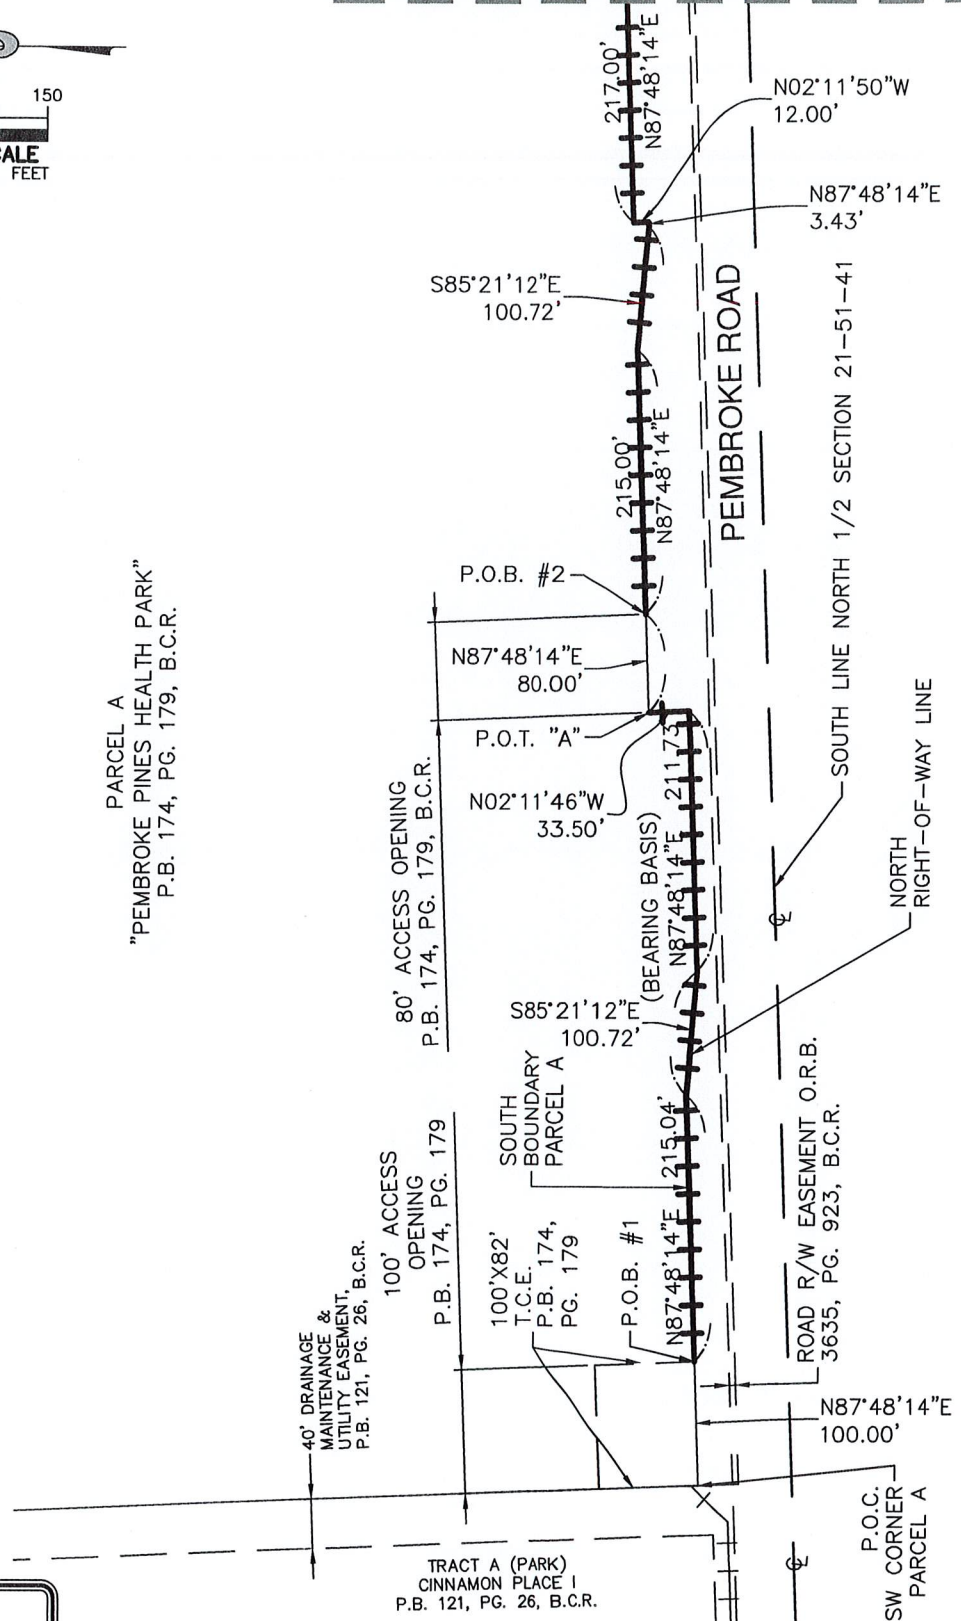 150
FEET
217.00'
N87°48'14"E
N02°11'50"W
12.00'
N87°48'14"E
3.43'
S85°21'12"E
100.72'
PEMBROKE ROAD
SOUTH LINE NORTH 1/2 SECTION 21-51-41
215.00'
N87°48'14"E
P.O.B. #2
N87°48'14"E
80.00'
P.O.T. "A"
N02°11'46"W
33.50'
PARCEL A
"PEMBROKE PINES HEALTH PARK"
P.B. 174, PG. 179, B.C.R.
80' ACCESS OPENING
P.B. 174, PG. 179, B.C.R.
211.73'
N87°48'14"E
(BEARING BASIS)
NORTH
RIGHT-OF-WAY LINE
S85°21'12"E
100.72'
SOUTH
BOUNDARY
PARCEL A
215.04'
N87°48'14"E
100' ACCESS
OPENING
P.B. 174, PG. 179
100'X82'
T.C.E.
P.B. 174,
PG. 179
P.O.B. #1
ROAD R/W EASEMENT O.R.B.
3635, PG. 923, B.C.R.
40' DRAINAGE
MAINTENANCE &
UTILITY EASEMENT,
P.B. 121, PG. 26, B.C.R.
N87°48'14"E
100.00'
P.O.C.
SW CORNER
PARCEL A
TRACT A (PARK)
CINNAMON PLACE I
P.B. 121, PG. 26, B.C.R.